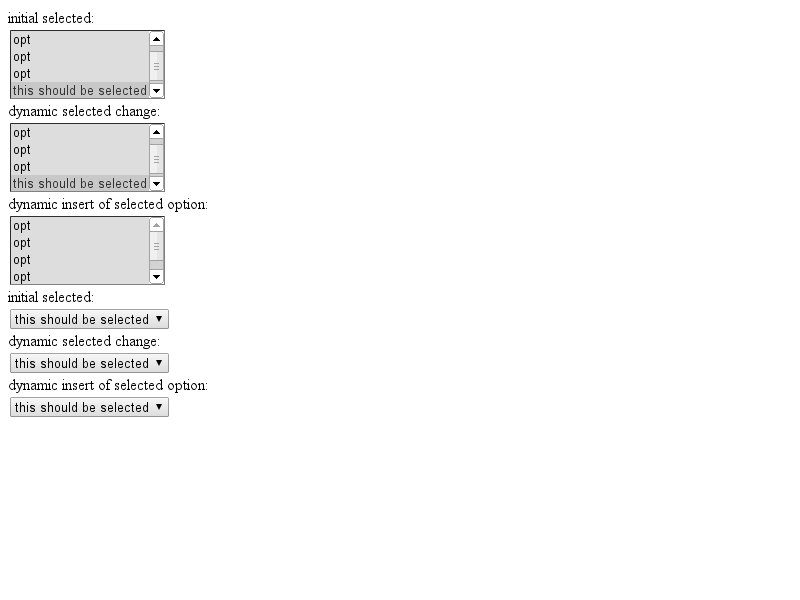 initial selected:
opt
opt
opt
this should be selected
dynamic selected change:
opt
opt
opt
this should be selected
dynamic insert of selected option:
opt
opt
opt
opt
initial selected:
this should be selected
dynamic selected change:
this should be selected
dynamic insert of selected option:
this should be selected